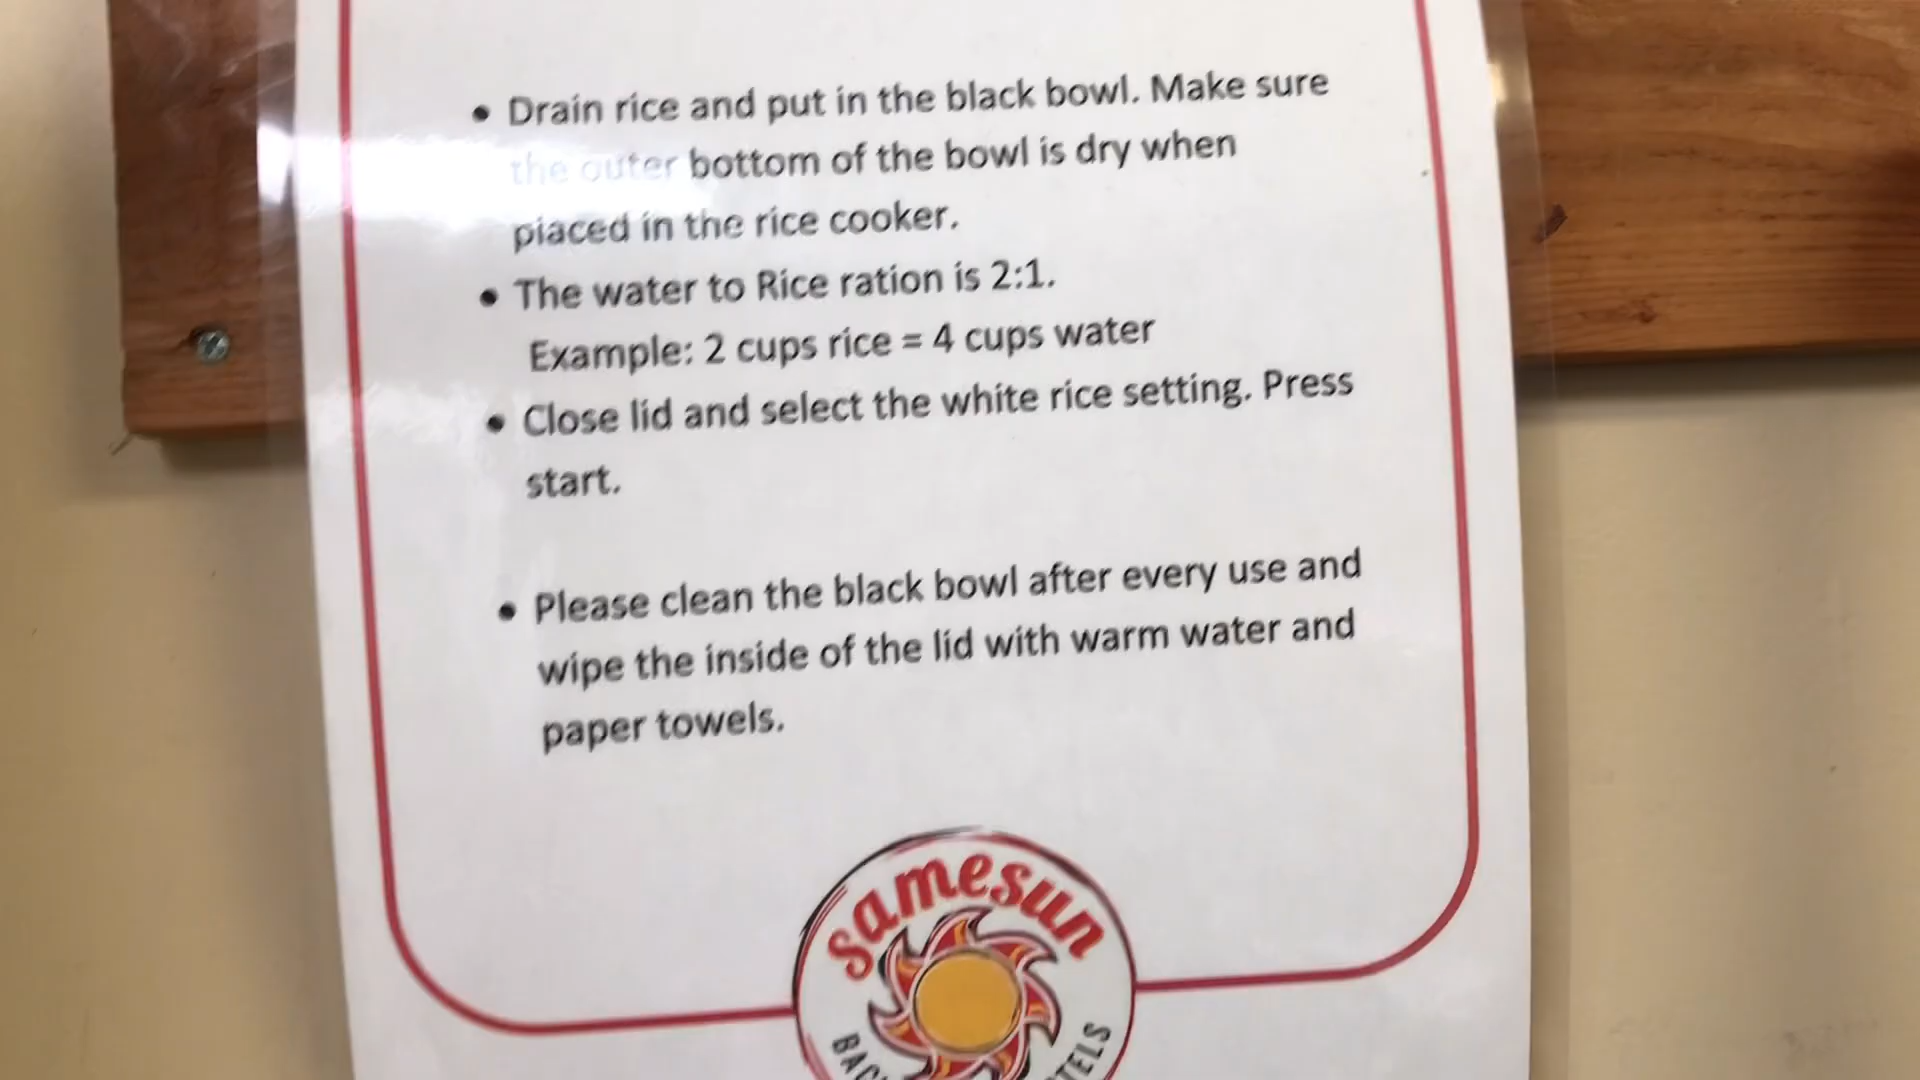 • Drain rice and put in the black bowl. Make sure
the outer bottom of the bowl is dry when
placed in the rice cooker.
• The water to Rice ration is 2:1.
Example: 2 cups rice = 4 cups water
• Close lid and select the white rice setting. Press
start.
• Please clean the black bowl after every use and
wipe the inside of the lid with warm water and
paper towels.
samesun